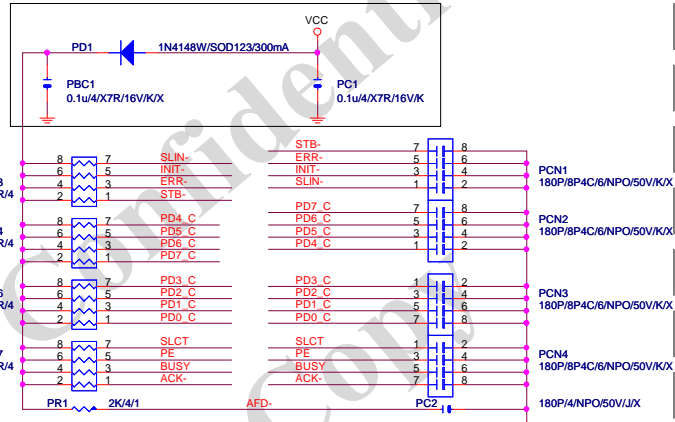 VCC
PD1 1N4148W/SOD123/300mA
PBC1 PC1
0.1u/4/X7R/16V/K/X 0.1u/4/X7R/16V/K
8 7 SLIN-
6 5 INIT-
4 3 ERR-
2 1 STB-
R/4
8 7 PD4_C
6 5 PD5_C
4 3 PD6_C
2 1 PD7_C
R/4
8 7 PD3_C
6 5 PD2_C
4 3 PD1_C
2 1 PD0_C
R/4
8 7 SLCT
6 5 PE
4 3 BUSY
2 1 ACK-
R/4
PR1 2K/4/1 AFD- PC2 180P/4/NPO/50V/J/X
STB- 7 8
ERR- 5 6
INIT- 3 4
SLIN- 1 2
PCN1
180P/8P4C/6/NPO/50V/K/X
PD7_C 7 8
PD6_C 5 6
PD5_C 3 4
PD4_C 1 2
PCN2
180P/8P4C/6/NPO/50V/K/X
PD3_C 1 2
PD2_C 3 4
PD1_C 5 6
PD0_C 7 8
PCN3
180P/8P4C/6/NPO/50V/K/X
SLCT 1 2
PE 3 4
BUSY 5 6
ACK- 7 8
PCN4
180P/8P4C/6/NPO/50V/K/X
Confidenti
Copy